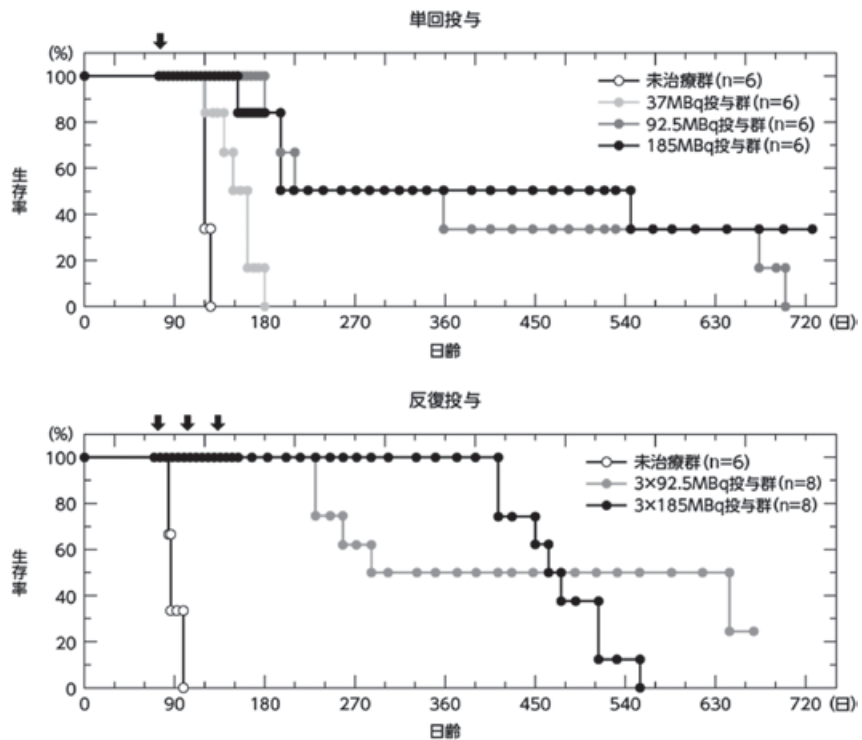 単回投与
(%)
100
80
60
40
20
0
生存率
未治療群(n=6)
37MBq投与群(n=6)
92.5MBq投与群(n=6)
185MBq投与群(n=6)
0 90 180 270 360 450 540 630 720 (日)
日齢
反復投与
(%)
100
80
60
40
20
0
生存率
未治療群(n=6)
3×92.5MBq投与群(n=8)
3×185MBq投与群(n=8)
0 90 180 270 360 450 540 630 720 (日)
日齢